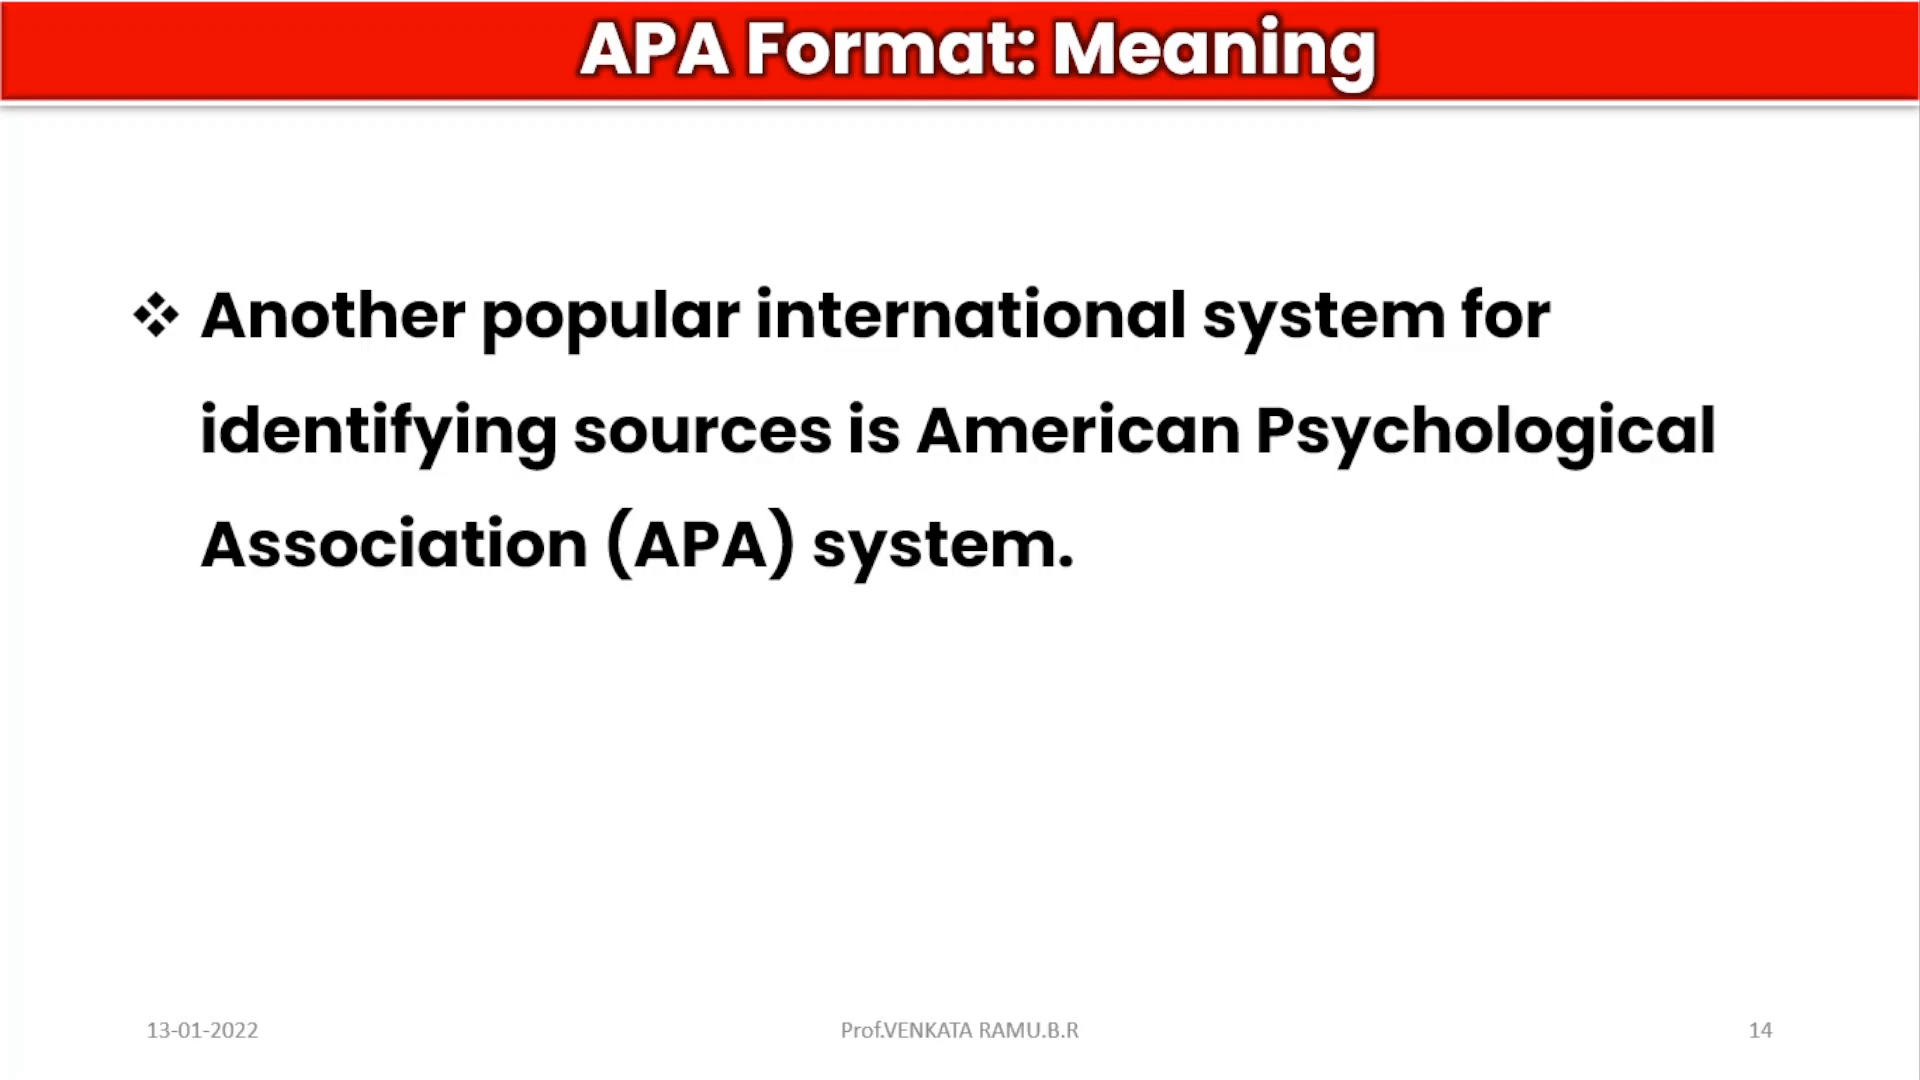 APA Format: Meaning
❖ Another popular international system for
identifying sources is American Psychological
Association (APA) system.
13-01-2022
Prof.VENKATA RAMU.B.R
14